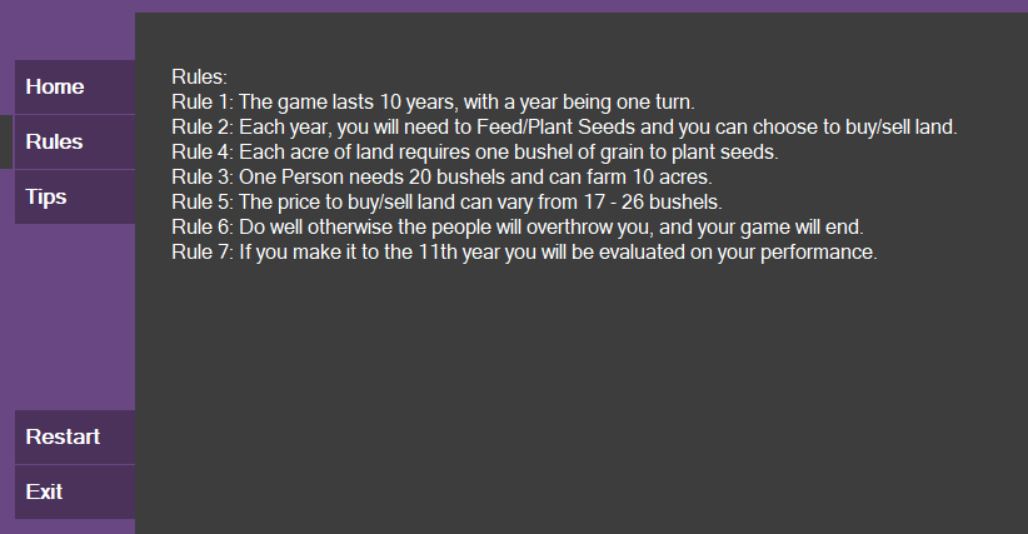 Home
Rules
Tips
Restart
Exit
Rules:
Rule 1: The game lasts 10 years, with a year being one turn.
Rule 2: Each year, you will need to Feed/Plant Seeds and you can choose to buy/sell land.
Rule 4: Each acre of land requires one bushel of grain to plant seeds.
Rule 3: One Person needs 20 bushels and can farm 10 acres.
Rule 5: The price to buy/sell land can vary from 17 - 26 bushels.
Rule 6: Do well otherwise the people will overthrow you, and your game will end.
Rule 7: If you make it to the 11th year you will be evaluated on your performance.